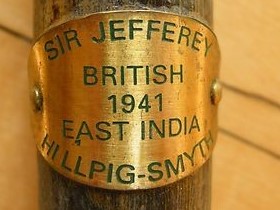 SIR JEFFEREY
BRITISH
1941
EAST INDIA
HILLPIG-SMYTH